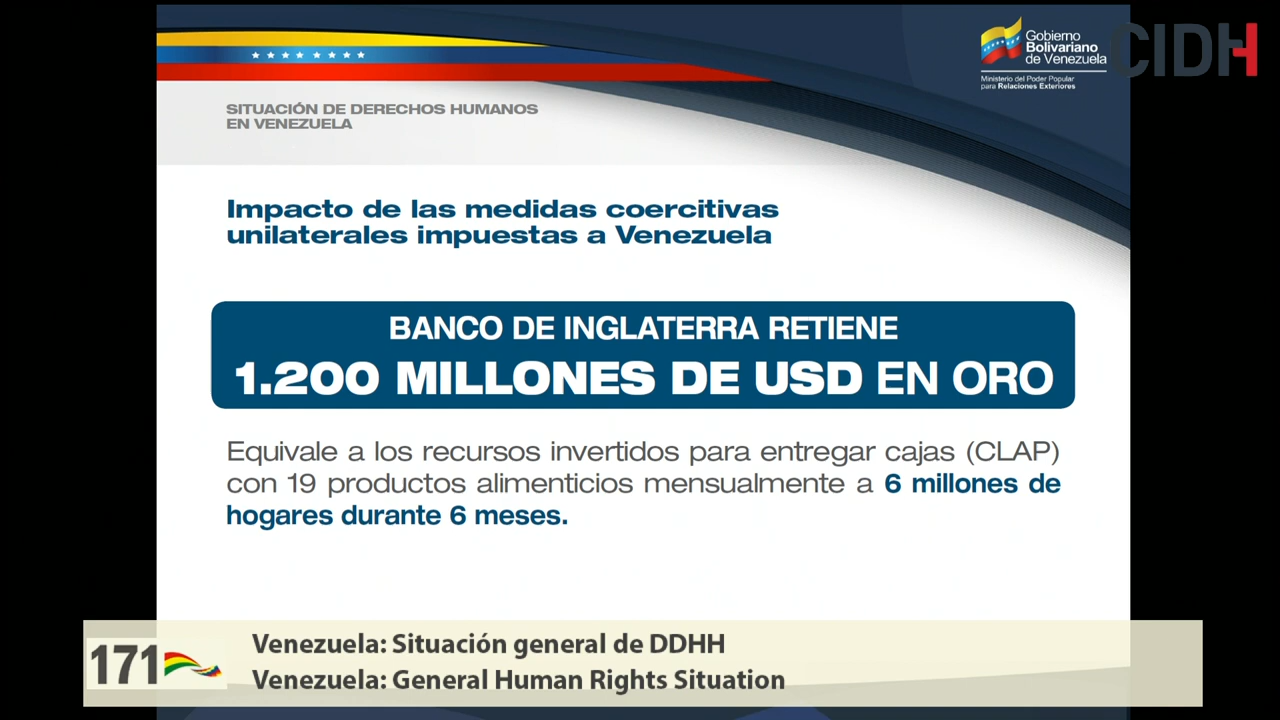 Gobierno
Bolivariano
de Venezuela
Ministerio del Poder Popular
para Relaciones Exteriores
CIDH
SITUACIÓN DE DERECHOS HUMANOS
EN VENEZUELA
Impacto de las medidas coercitivas
unilaterales impuestas a Venezuela
BANCO DE INGLATERRA RETIENE
1.200 MILLONES DE USD EN ORO
Equivale a los recursos invertidos para entregar cajas (CLAP)
con 19 productos alimenticios mensualmente a 6 millones de
hogares durante 6 meses.
171
Venezuela: Situación general de DDHH
Venezuela: General Human Rights Situation